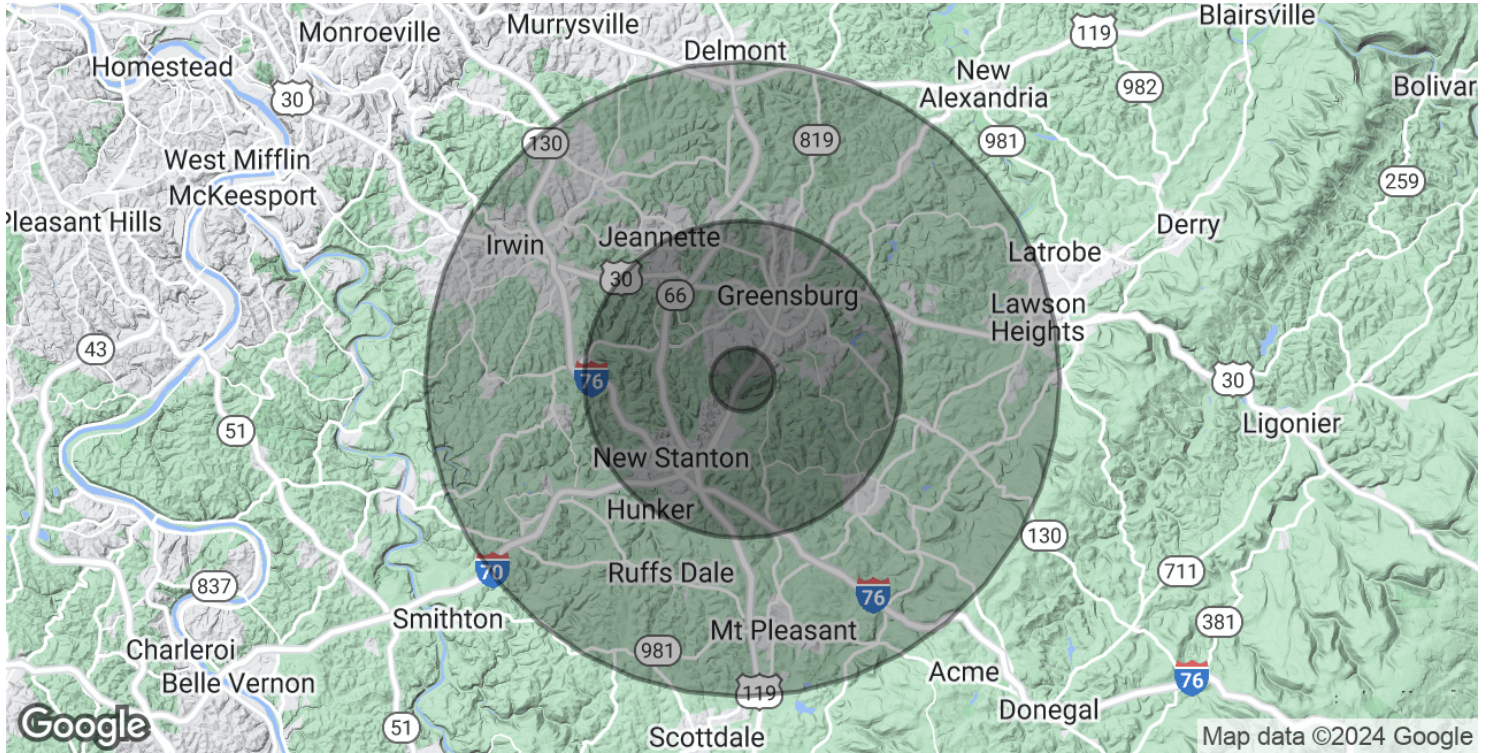 Blairsville
Murrysville
119
Monroeville
Delmont
Homestead
New
Alexandria
982
Bolivar
30
130
819
981
West Mifflin
259
McKeesport
Pleasant Hills
Derry
Jeannette
Irwin
Latrobe
30
66
Greensburg
Lawson
Heights
43
76
30
Ligonier
51
New Stanton
Hunker
130
70
Ruffs Dale
711
837
76
Smithton
381
Mt Pleasant
Charleroi
981
Acme
Belle Vernon
76
119
Donegal
51
Scottdale
Google
Map data ©2024 Google